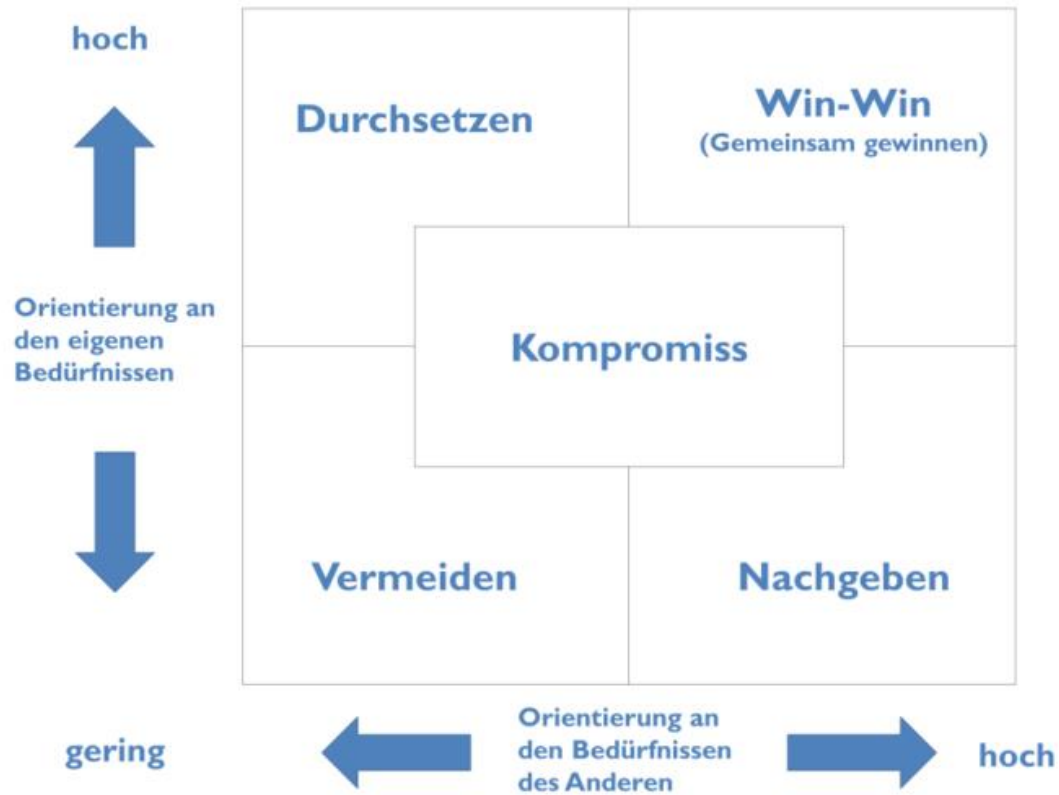 hoch
Durchsetzen
Win-Win
(Gemeinsam gewinnen)
Orientierung an
den eigenen
Bedürfnissen
Kompromiss
Vermeiden
Nachgeben
gering
Orientierung an
den Bedürfnissen
des Anderen
hoch